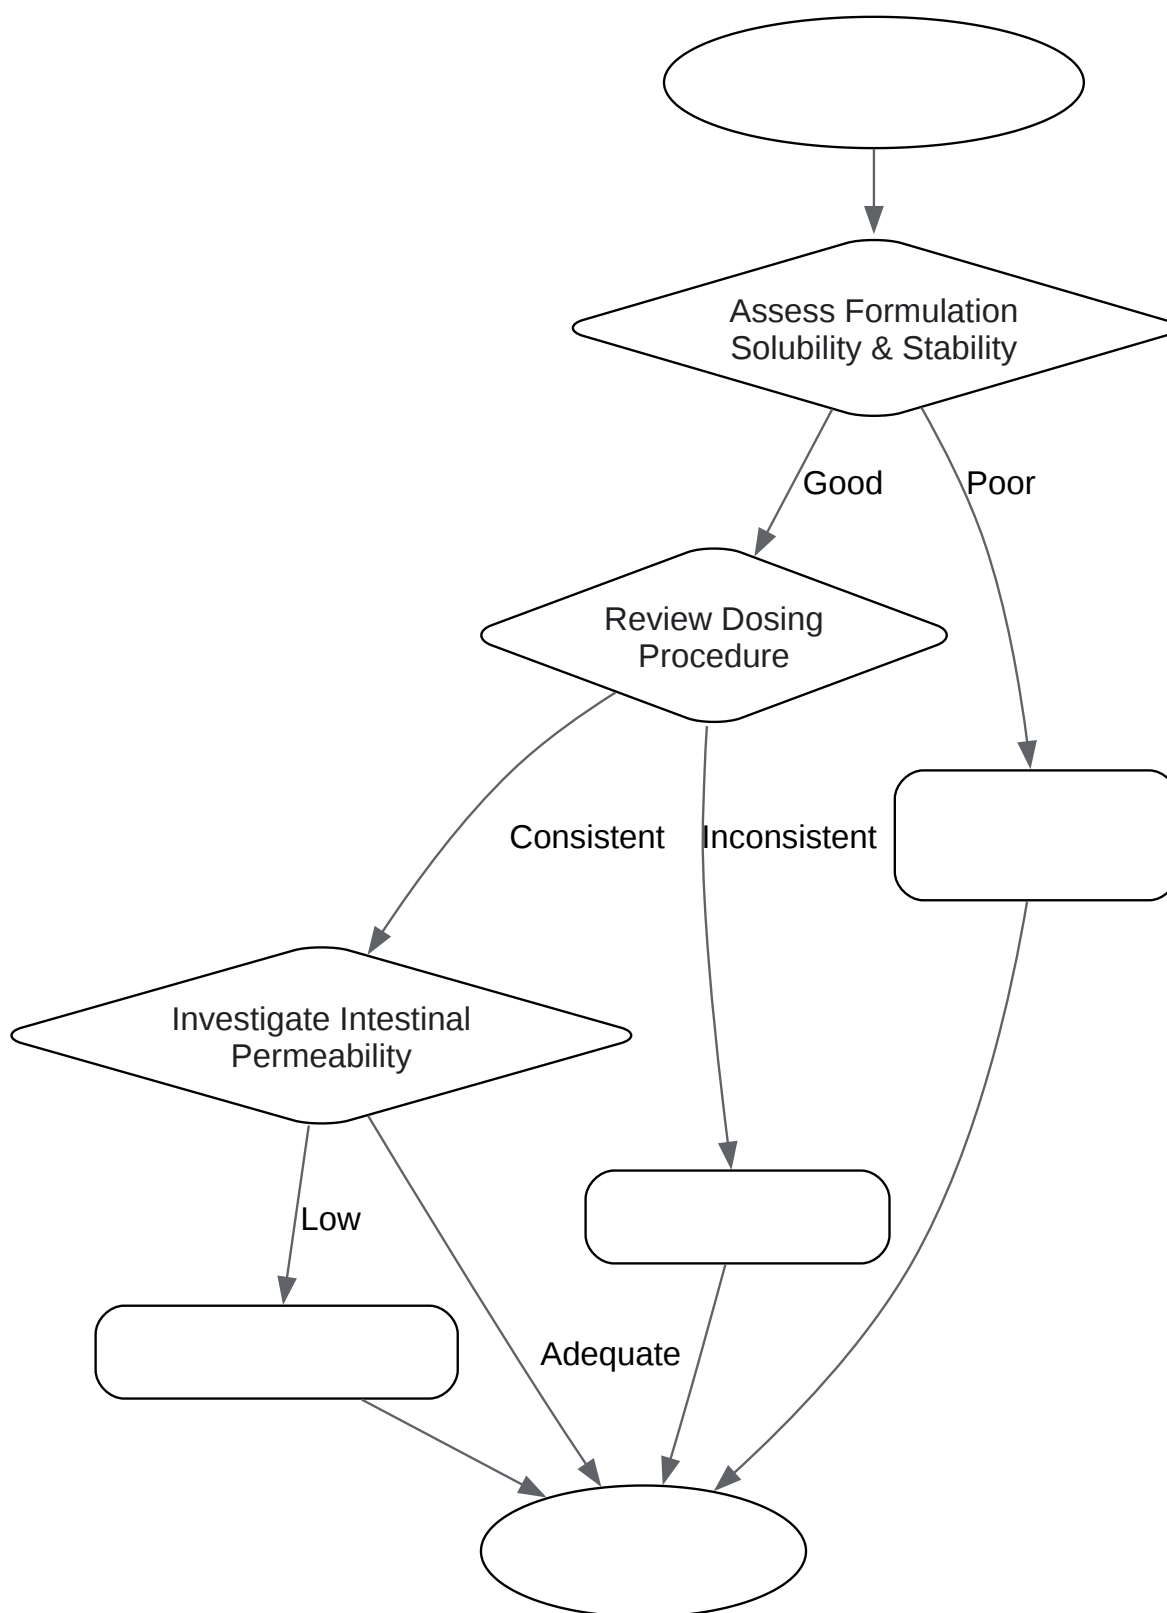 Assess Formulation
Solubility & Stability
Good
Poor
Review Dosing
Procedure
Consistent
Inconsistent
Investigate Intestinal
Permeability
Low
Adequate